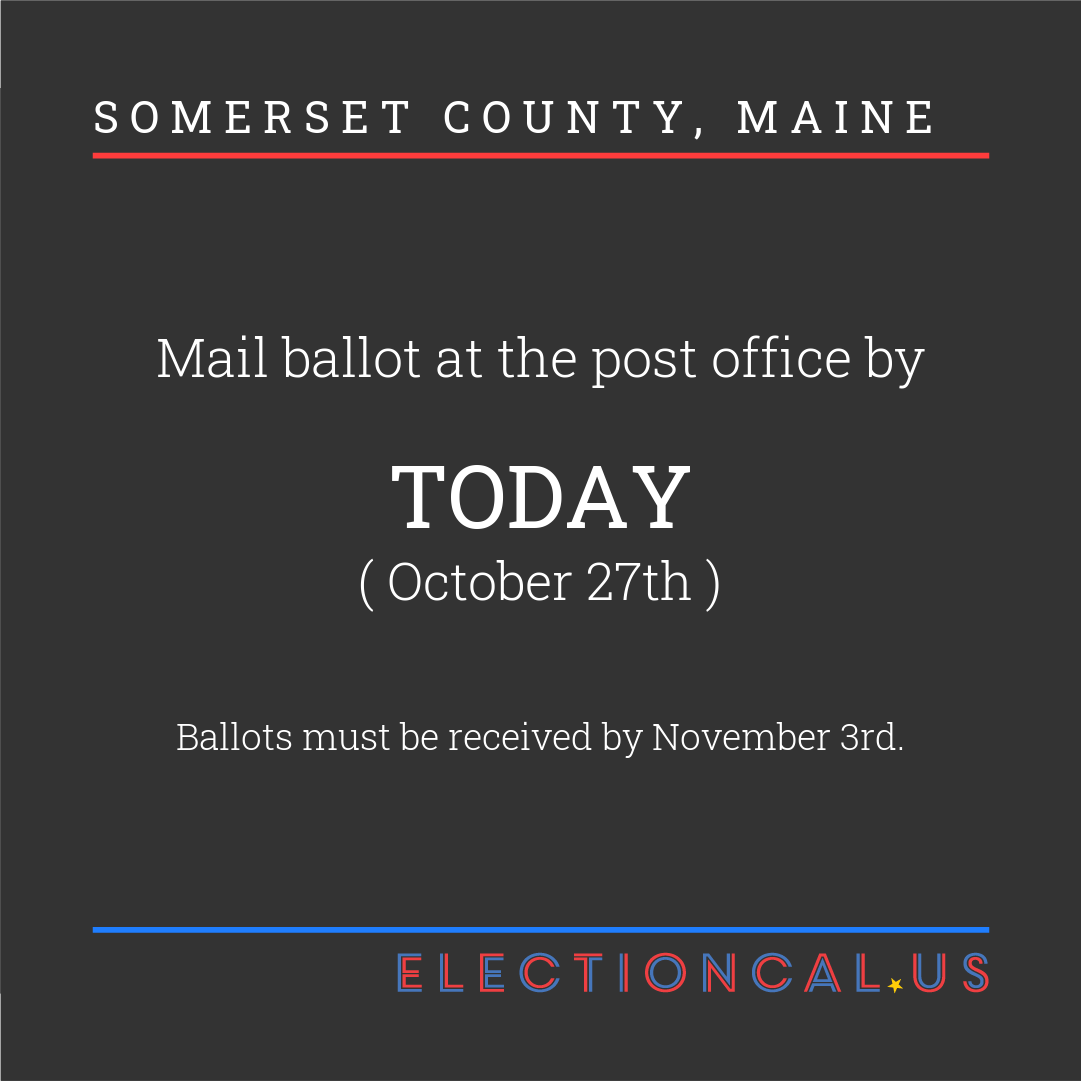 SOMERSET COUNTY, MAINE
Mail ballot at the post office by
TODAY
( October 27th )
Ballots must be received by November 3rd.
ELECTIONCAL★US